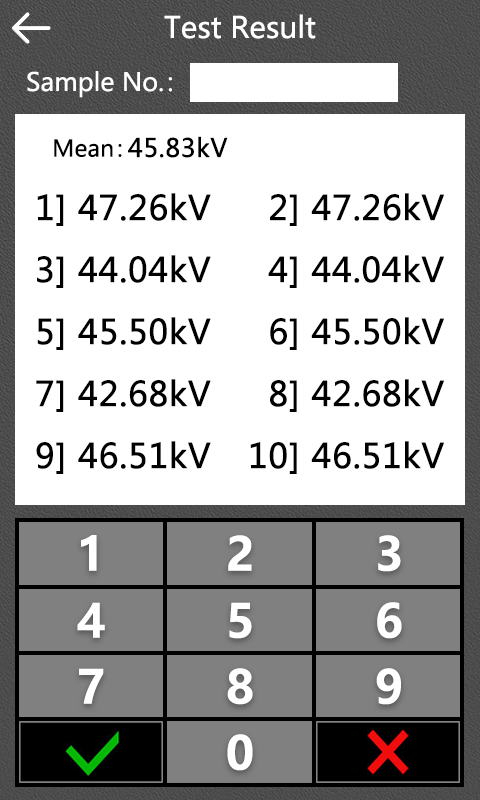 Test Result
Sample No.:
Mean: 45.83kV
1] 47.26kV 2] 47.26kV
3] 44.04kV 4] 44.04kV
5] 45.50kV 6] 45.50kV
7] 42.68kV 8] 42.68kV
9] 46.51kV 10] 46.51kV
1 2 3
4 5 6
7 8 9
0